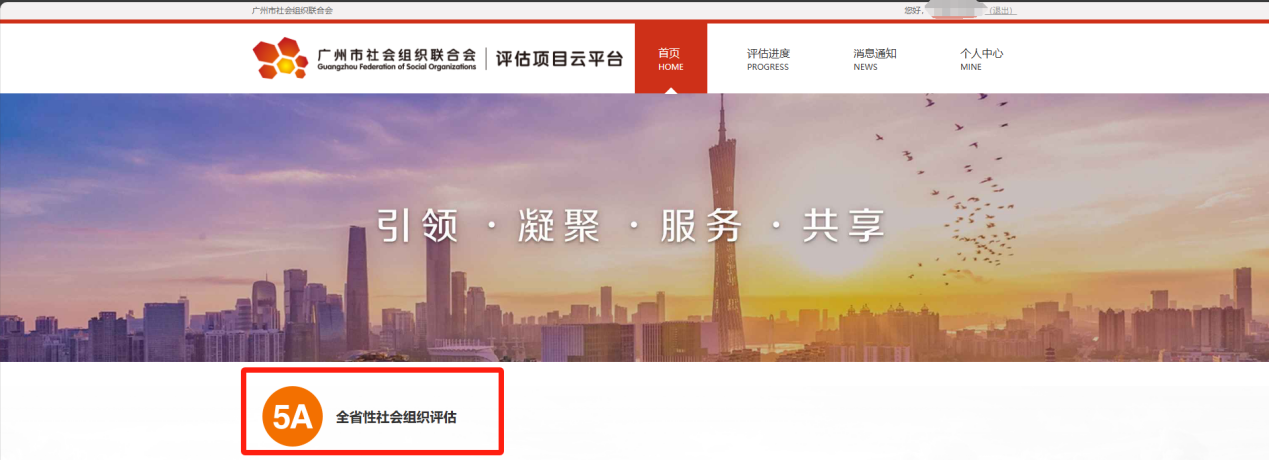 广州市社会组织联合会
您好,
(退出)
广州市社会组织联合会
Guangzhou Federation of Social Organizations
评估项目云平台
首页
HOME
评估进度
PROGRESS
消息通知
NEWS
个人中心
MINE
引领 · 凝聚 · 服务 · 共享
5A
全省性社会组织评估